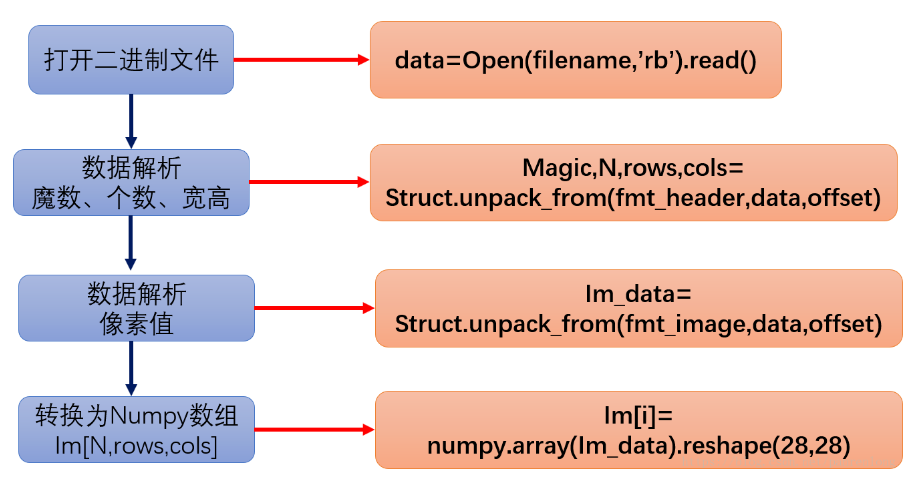 打开二进制文件
data=Open(filename,’rb’).read()
数据解析
魔数、个数、宽高
Magic,N,rows,cols=
Struct.unpack_from(fmt_header,data,offset)
数据解析
像素值
Im_data=
Struct.unpack_from(fmt_image,data,offset)
转换为Numpy数组
Im[N,rows,cols]
Im[i]=
numpy.array(Im_data).reshape(28,28)